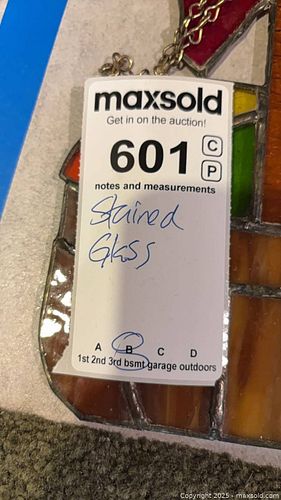 maxsold
Get in on the auction!
601 C
P
notes and measurements
Stained
Glass
A B C D
1st 2nd 3rd bsmt garage outdoors
Copyright 2025 - maxsold.com